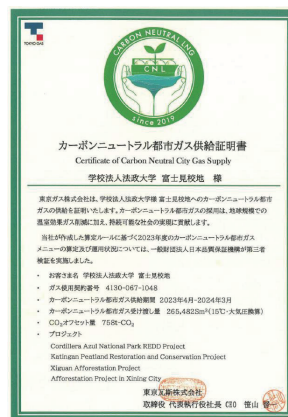 TOKYO GAS
CARBON NEUTRAL LNG
CNL
since 2019
カーボンニュートラル都市ガス供給証明書
Certificate of Carbon Neutral City Gas Supply
学校法人法政大学 富士見校地 様
東京ガス株式会社は、学校法人法政大学様 富士見校地へのカーボンニュートラル都市
ガスの供給を証明いたします。カーボンニュートラル都市ガスの採用は、地球規模での
温室効果ガス削減に加え、持続可能な社会の実現に貢献します。
当社が作成した算定ルールに基づく2023年度のカーボンニュートラル都市ガス
メニューの算定及び運用状況については、一般財団法人日本品質保証機構が第三者
検証を実施しました。
・ お客さま名 学校法人法政大学 富士見校地
・ ガス使用契約番号 4130-067-1048
・ カーボンニュートラル都市ガス供給期間 2023年4月-2024年3月
・ カーボンニュートラル都市ガス受け渡し量 265,482Sm³(15℃・大気圧換算)
・ CO₂オフセット量 758t-CO₂
・ プロジェクト
Cordillera Azul National Park REDD Project
Katingan Peatland Restoration and Conservation Project
Xiguan Afforestation Project
Afforestation Project in Xining City
東京瓦斯株式会社
取締役 代表執行役社長 CEO 笹山